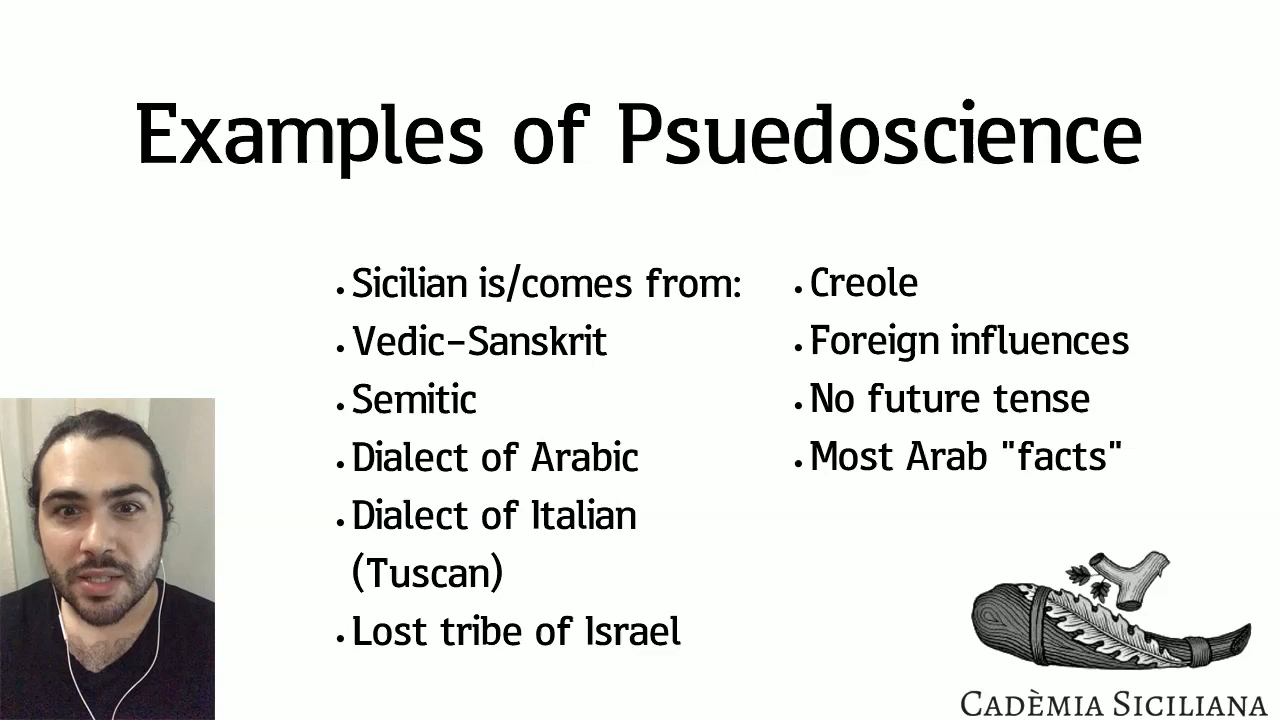 Examples of Psuedoscience
• Sicilian is/comes from:
• Vedic-Sanskrit
• Semitic
• Dialect of Arabic
• Dialect of Italian
(Tuscan)
• Lost tribe of Israel
• Creole
• Foreign influences
• No future tense
• Most Arab "facts"
CADÈMIA SICILIANA